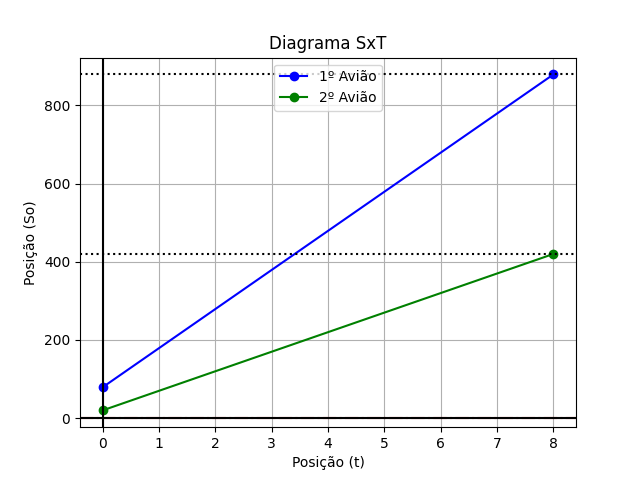 Diagrama SxT
1º Avião
2º Avião
Posição (So)
800
600
400
200
0
0 1 2 3 4 5 6 7 8
Posição (t)